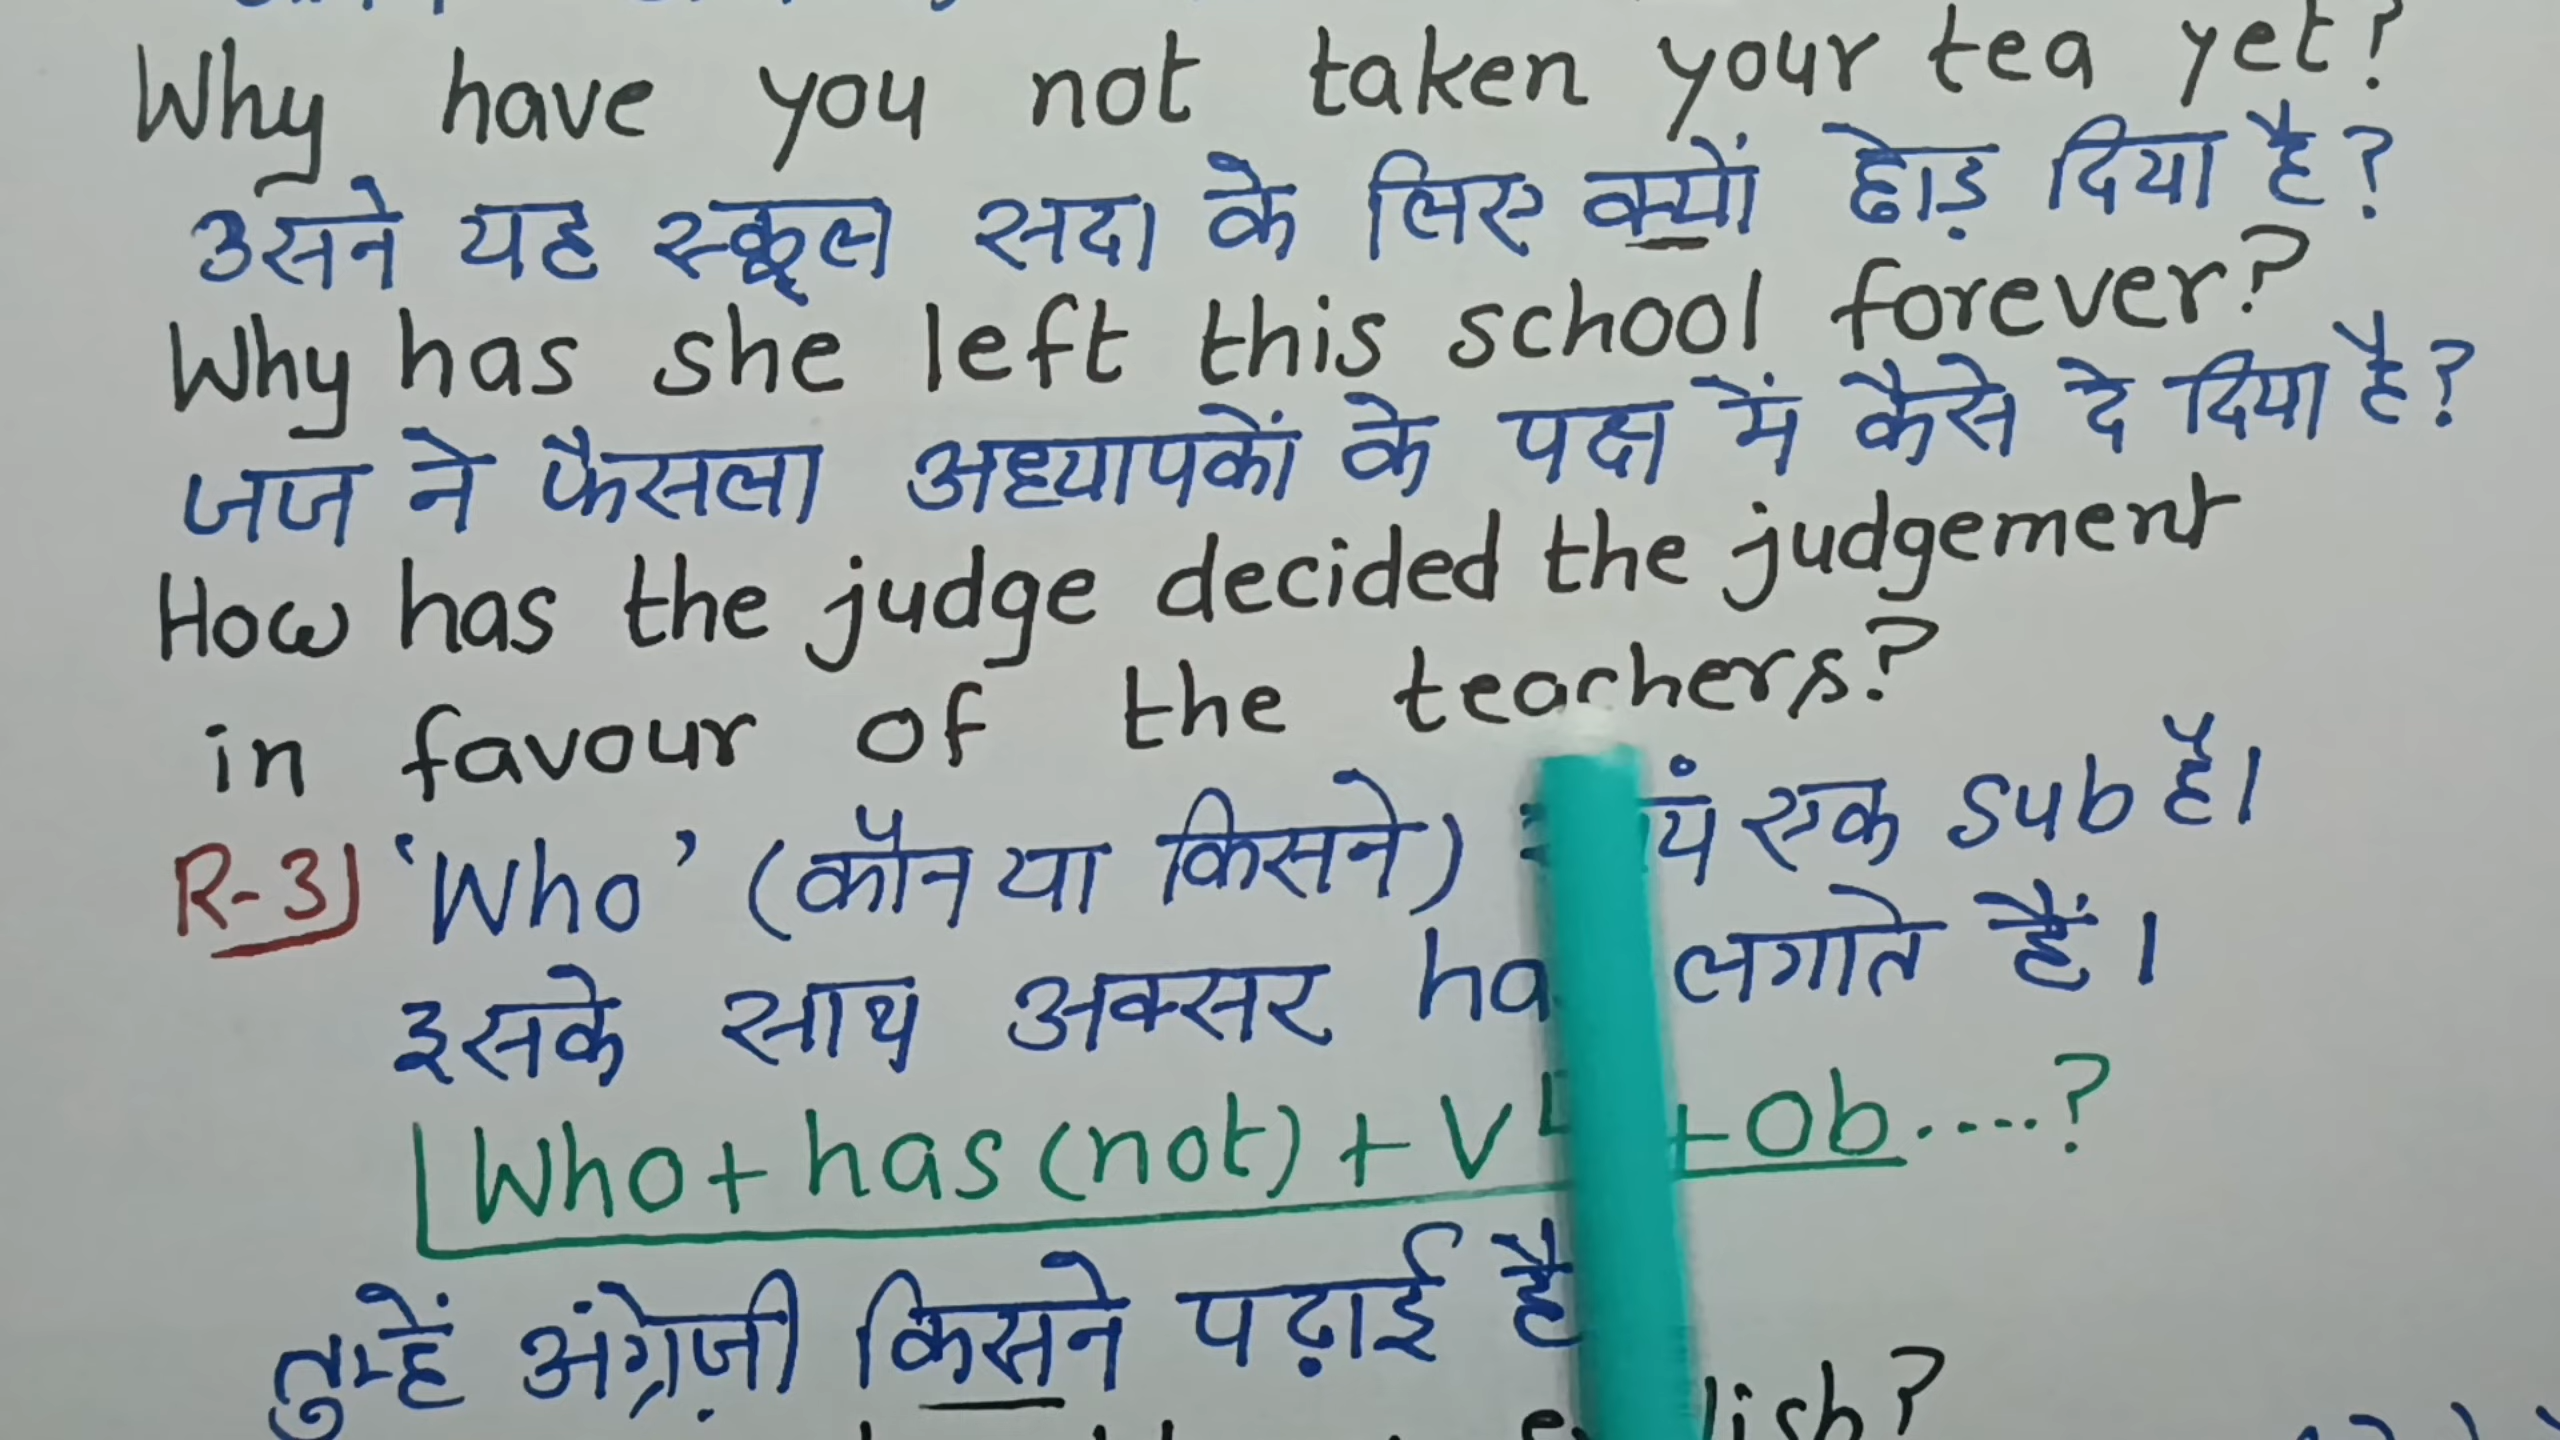 Why have you not taken your tea yet?
उसने यह स्कूल सदा के लिए क्यों छोड़ दिया है?
Why has she left this school forever?
जज ने फैसला अध्यापकों के पक्ष में कैसे दे दिया है?
How has the judge decided the judgement
in favour of the teachers?
R-3) 'Who' (कौन या किसने) एक sub है।
इसके साथ अक्सर लगाते हैं।
Who + has (not) + V + Ob ....?
तुम्हें अंग्रेज़ी किसने पढ़ाई है